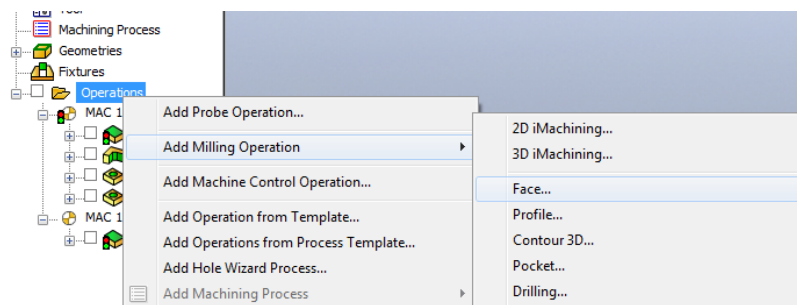 Tool
Machining Process
Geometries
Fixtures
Operations
MAC 1
MAC 1
Add Probe Operation...
Add Milling Operation
Add Machine Control Operation...
Add Operation from Template...
Add Operations from Process Template...
Add Hole Wizard Process...
Add Machining Process
2D iMachining...
3D iMachining...
Face...
Profile...
Contour 3D...
Pocket...
Drilling...